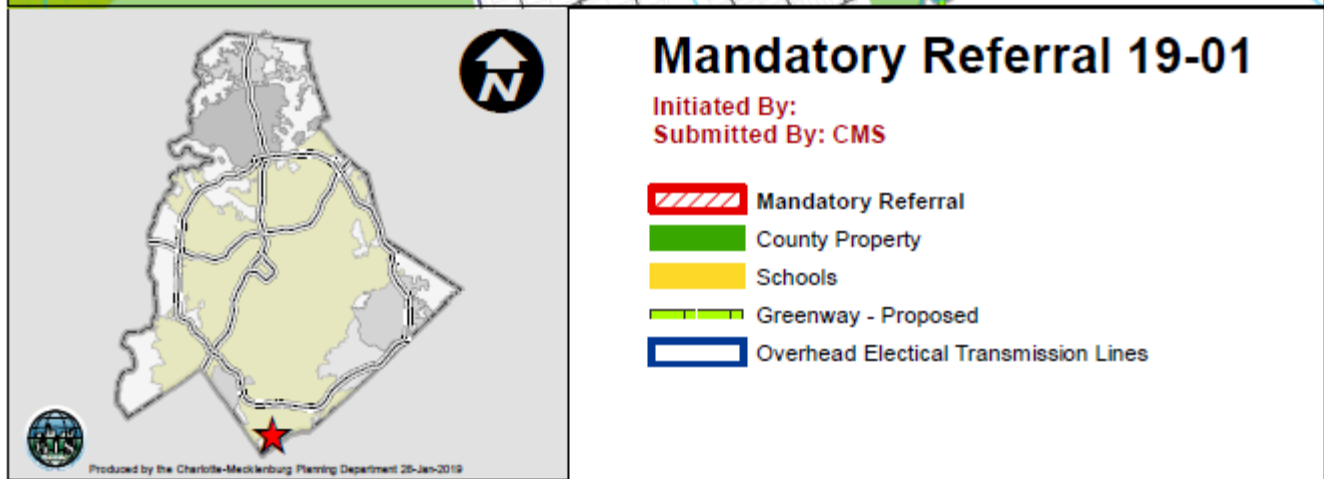 N
Produced by the Charlotte-Mecklenburg Planning Department 28-Jan-2019
Mandatory Referral 19-01
Initiated By:
Submitted By: CMS
Mandatory Referral
County Property
Schools
Greenway - Proposed
Overhead Electical Transmission Lines